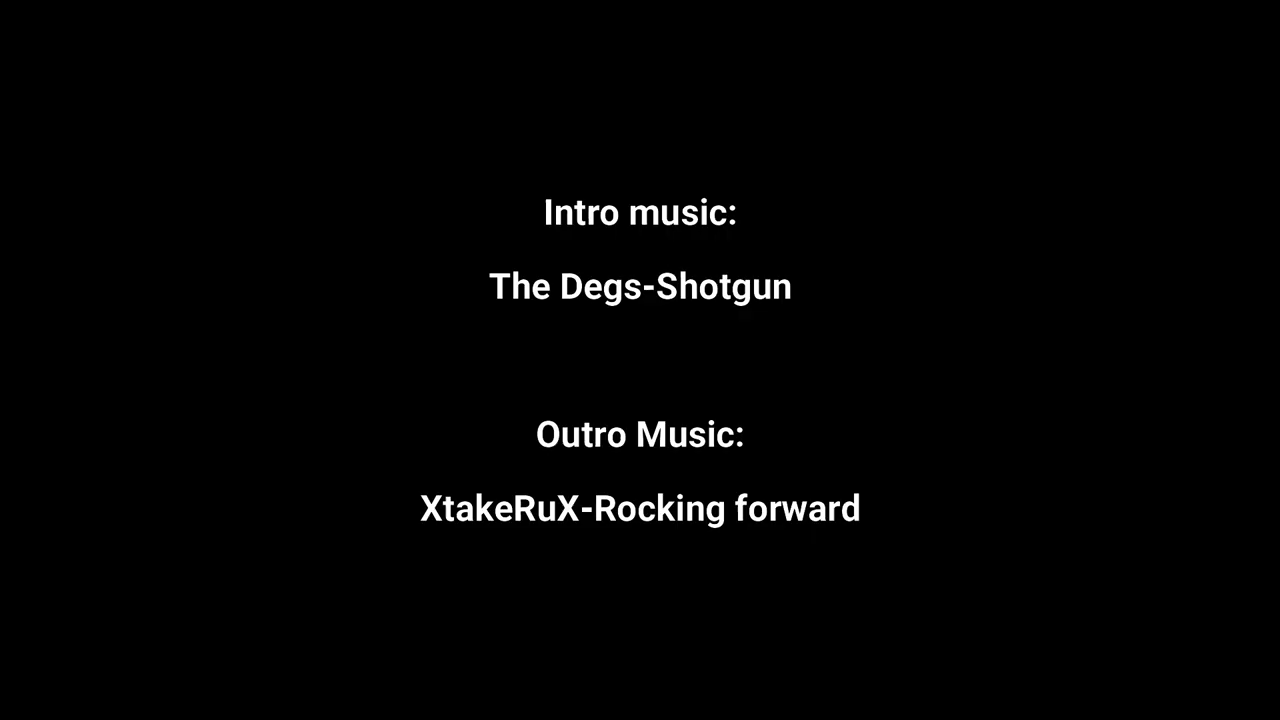 Intro music:
The Degs-Shotgun
Outro Music:
XtakeRuX-Rocking forward